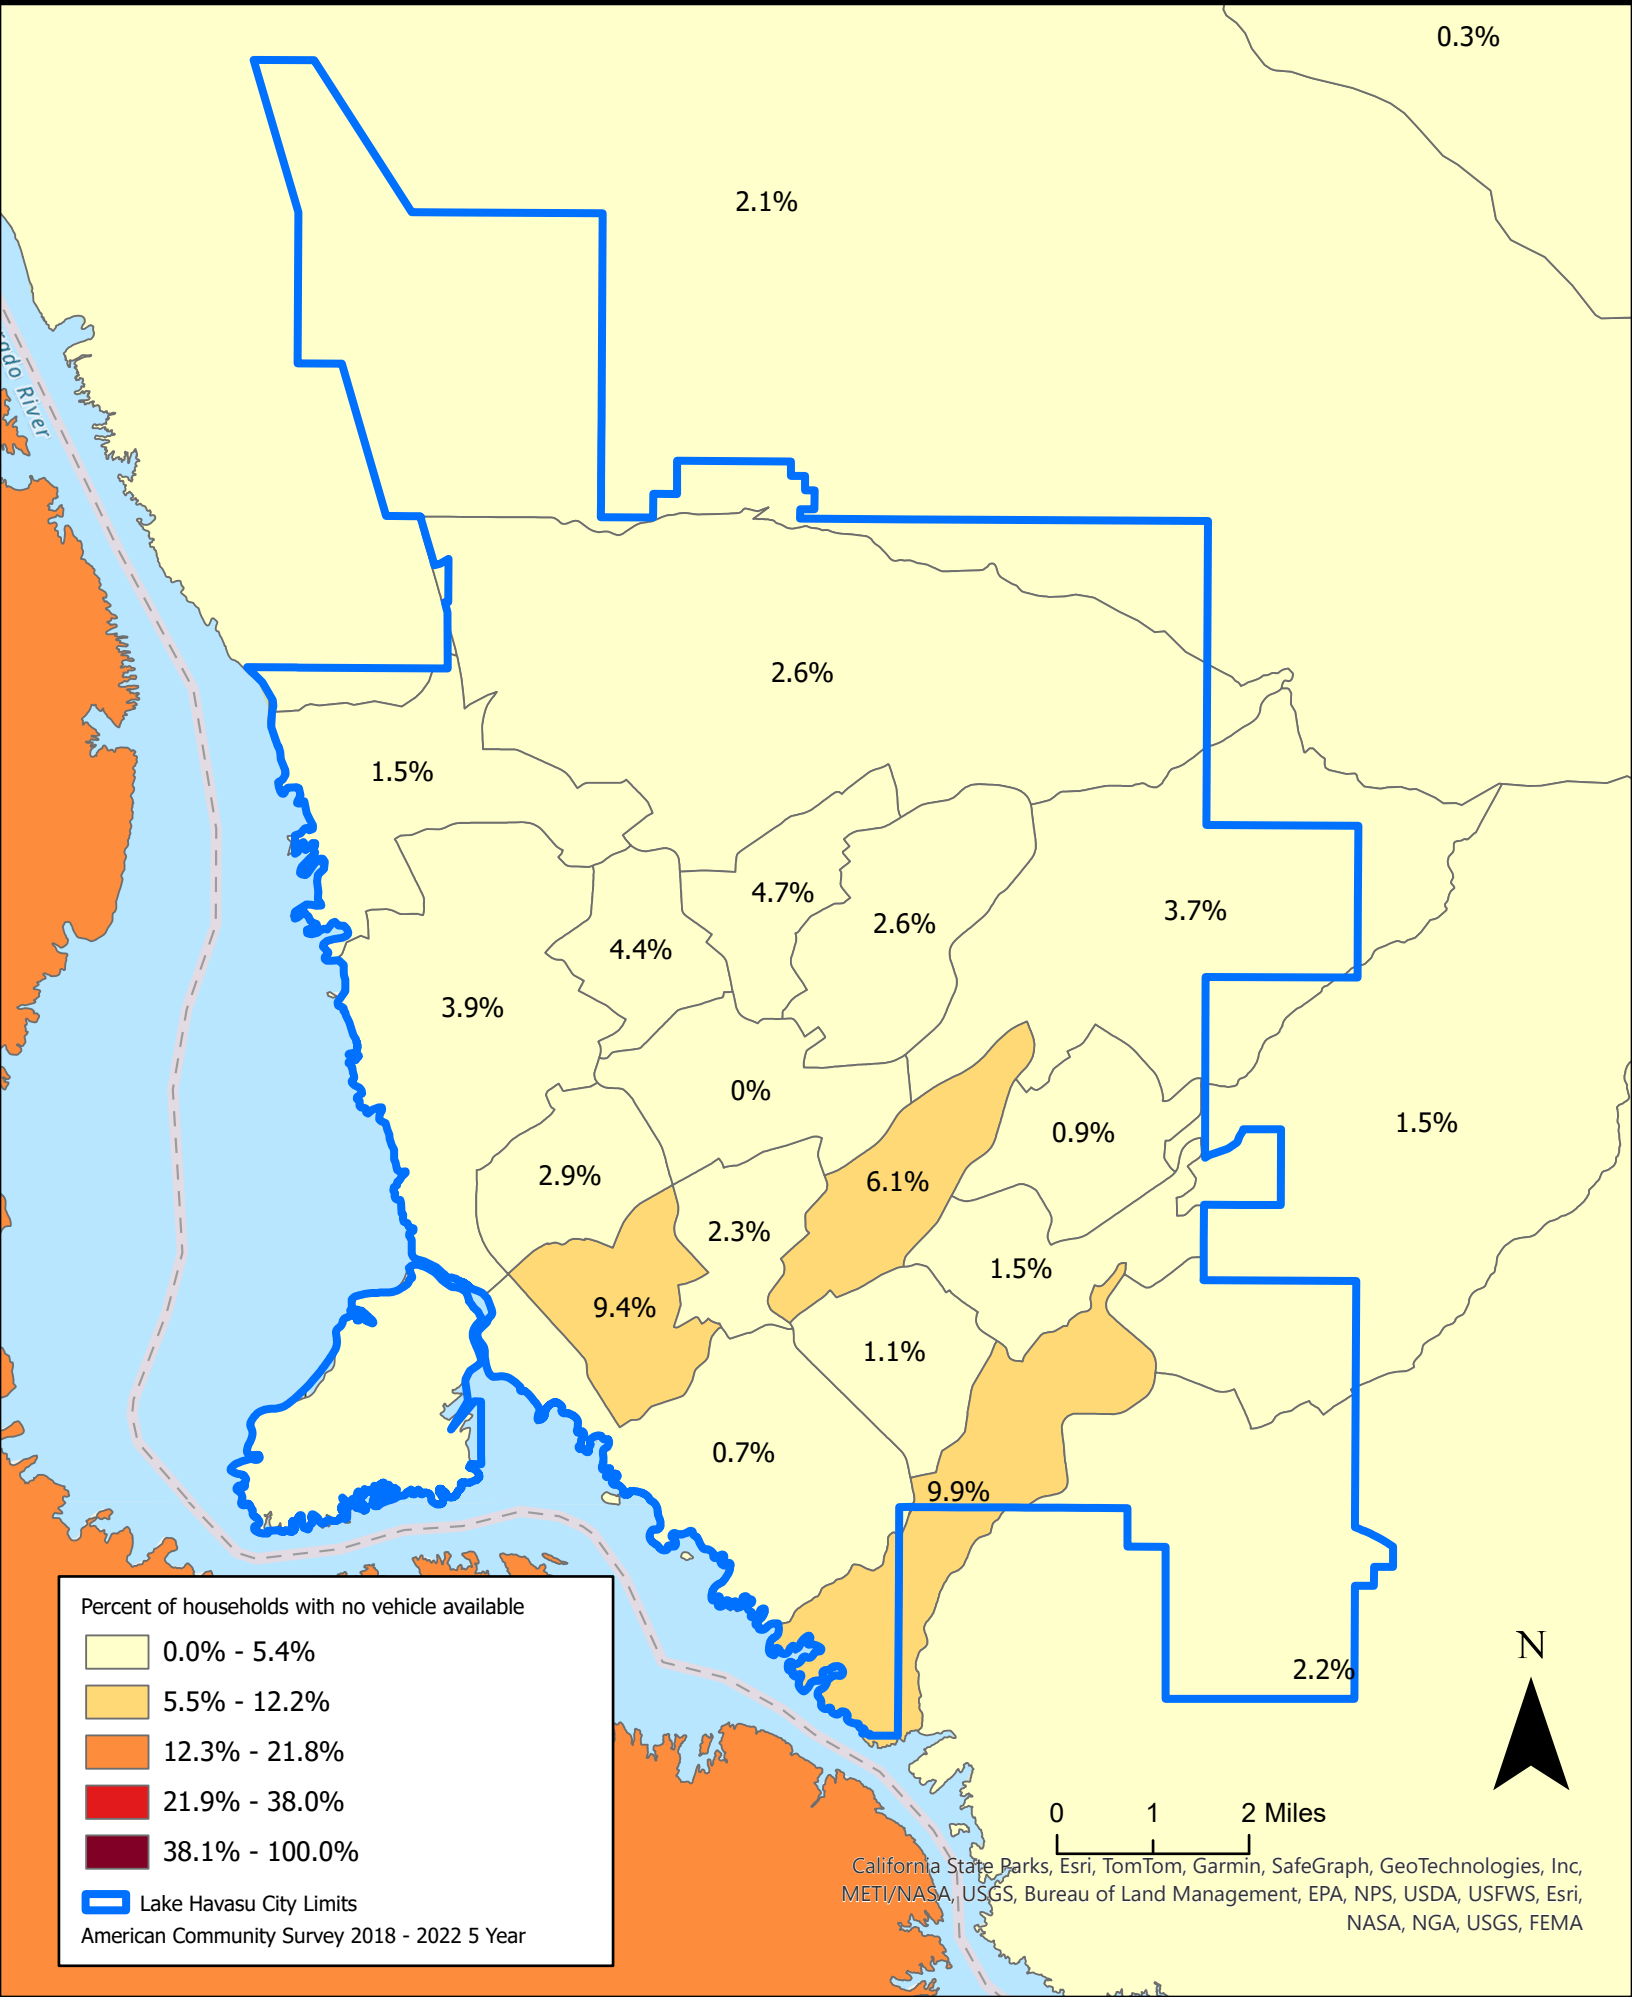 0.3%
2.1%
rado River
2.6%
1.5%
4.7%
2.6%
3.7%
4.4%
3.9%
0%
0.9%
1.5%
2.9%
6.1%
2.3%
1.5%
9.4%
1.1%
0.7%
9.9%
2.2%
Percent of households with no vehicle available
0.0% - 5.4%
5.5% - 12.2%
12.3% - 21.8%
21.9% - 38.0%
38.1% - 100.0%
Lake Havasu City Limits
American Community Survey 2018 - 2022 5 Year
N
0 1 2 Miles
California State Parks, Esri, TomTom, Garmin, SafeGraph, GeoTechnologies, Inc,
METI/NASA, USGS, Bureau of Land Management, EPA, NPS, USDA, USFWS, Esri,
NASA, NGA, USGS, FEMA